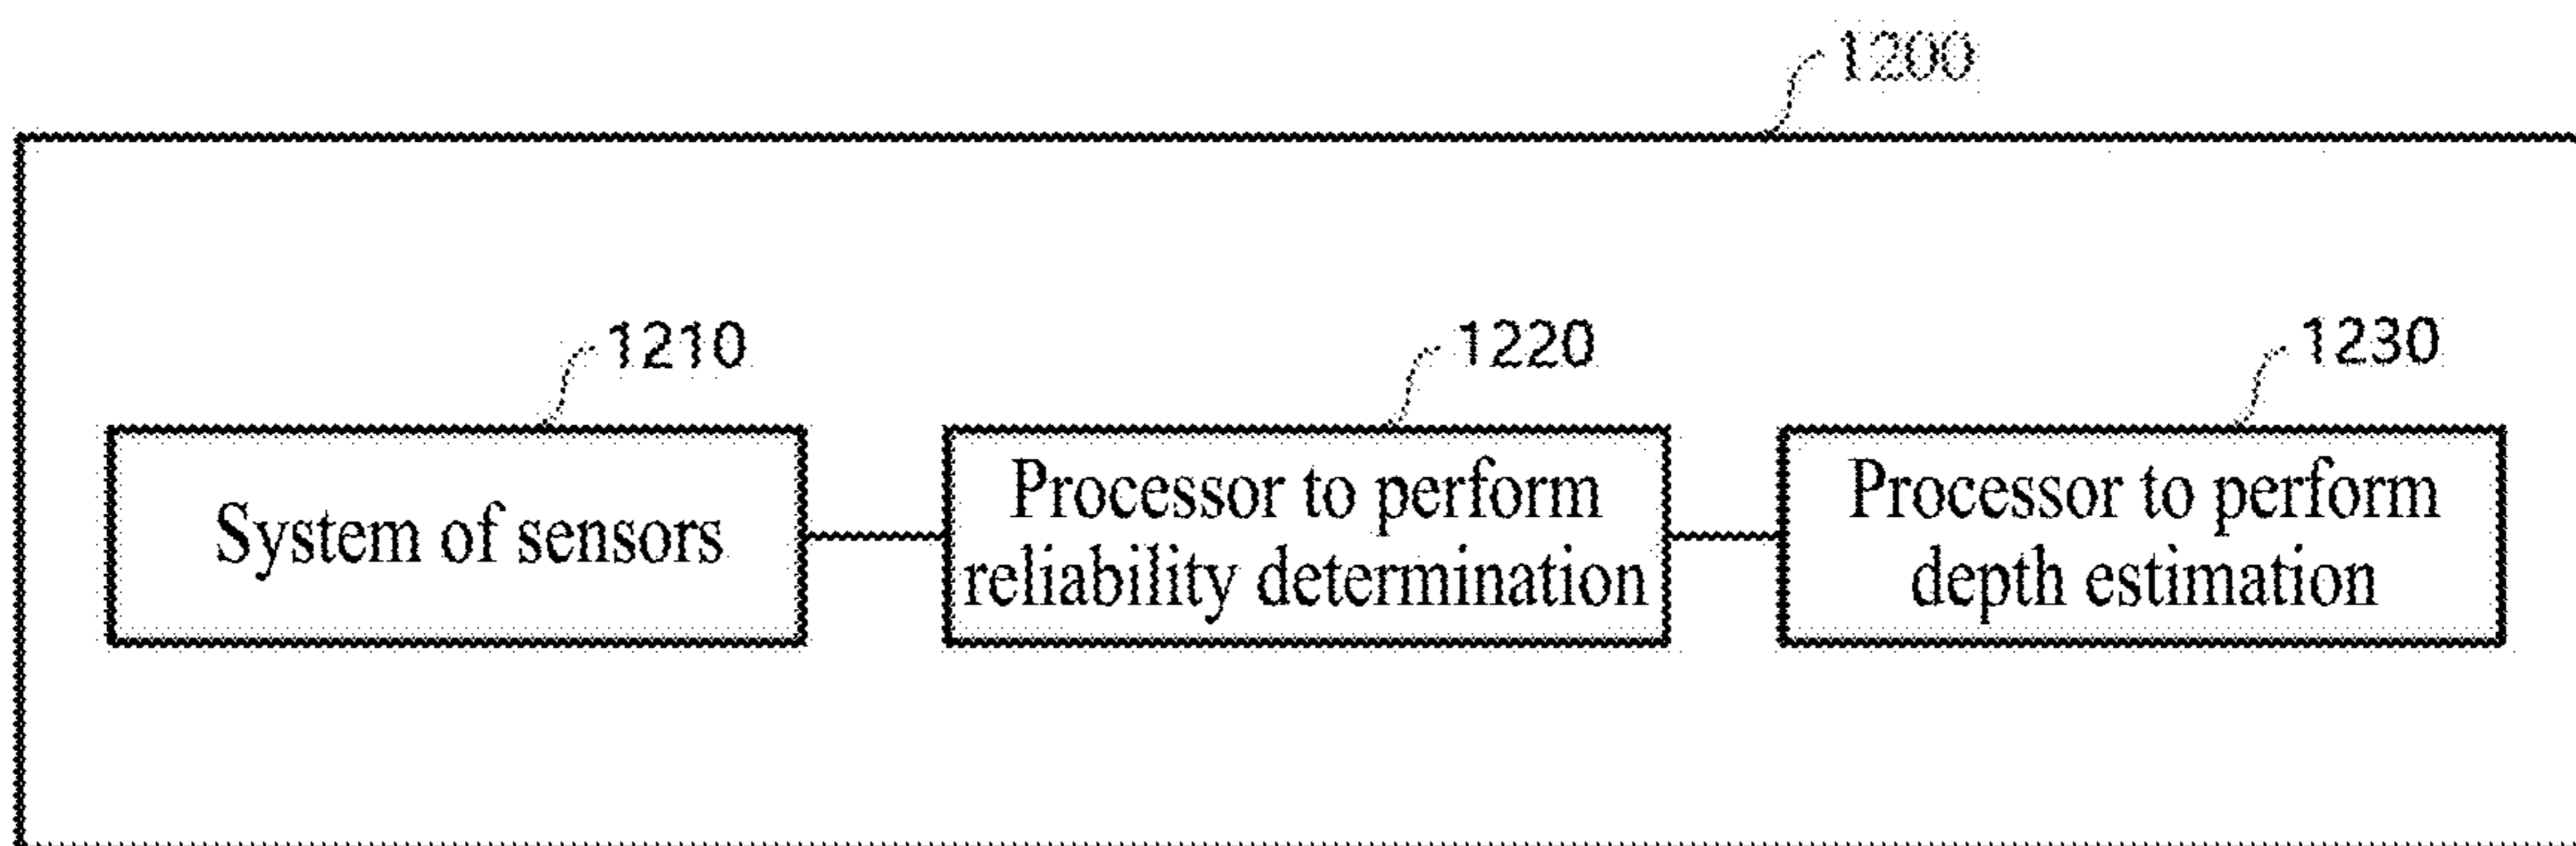 1200
1210
1220
1230
System of sensors
Processor to perform
reliability determination
Processor to perform
depth estimation